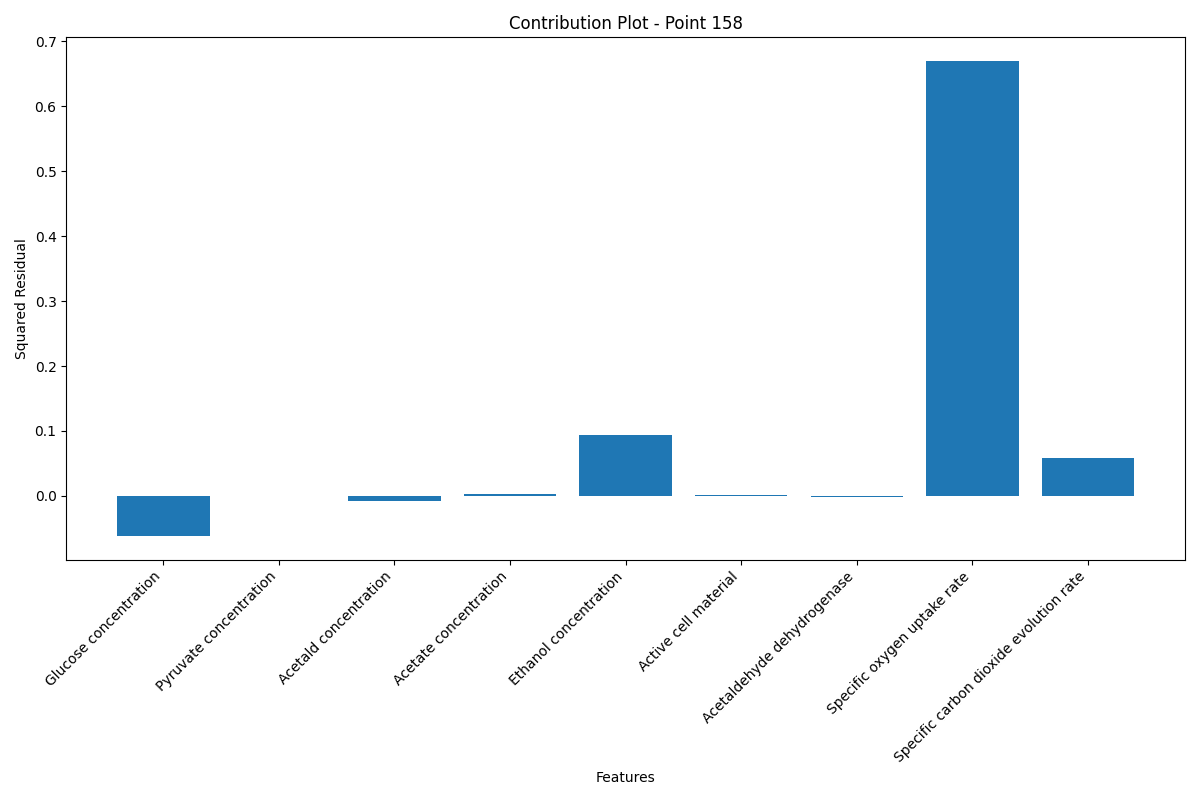 Contribution Plot - Point 158
Squared Residual
0.7
0.6
0.5
0.4
0.3
0.2
0.1
0.0
Glucose concentration
Pyruvate concentration
Acetald concentration
Acetate concentration
Ethanol concentration
Active cell material
Acetaldehyde dehydrogenase
Specific oxygen uptake rate
Specific carbon dioxide evolution rate
Features